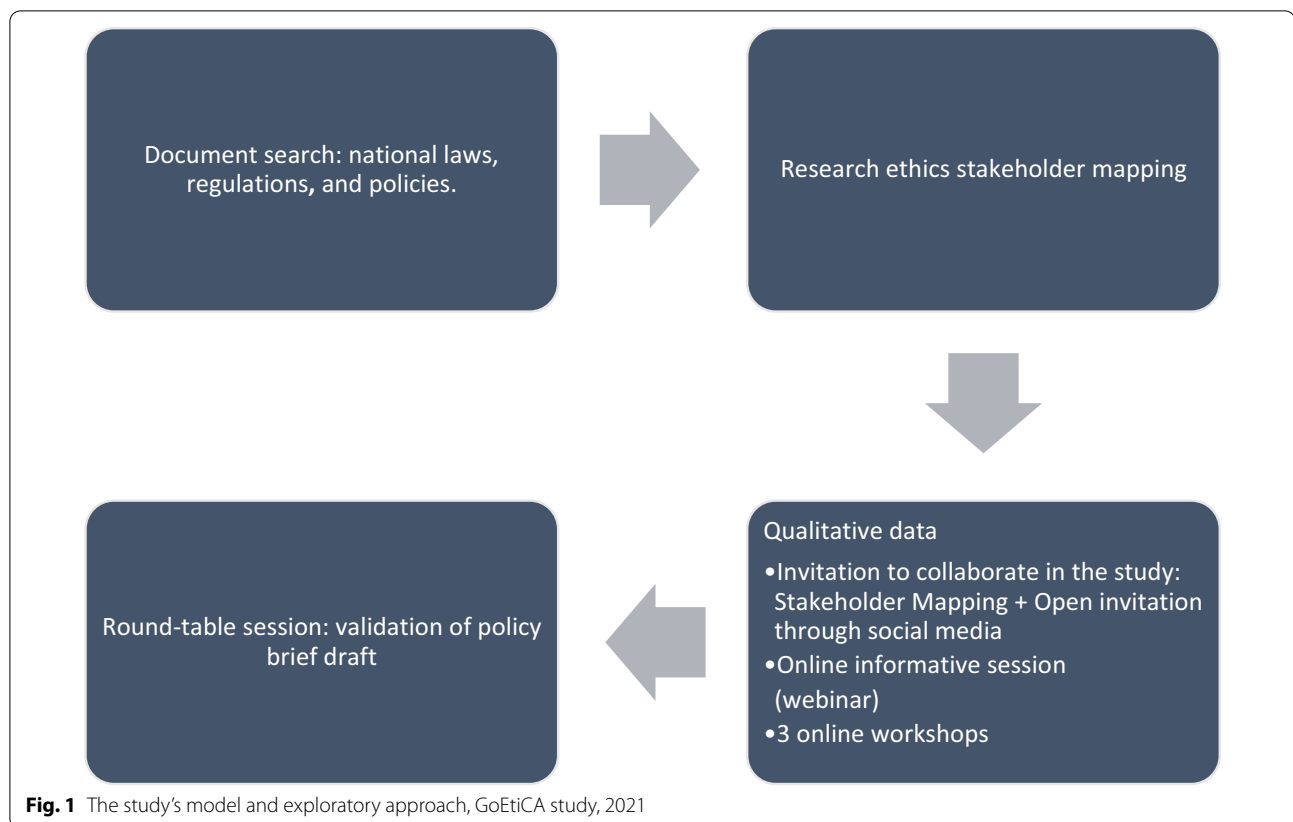 Document search: national laws,
regulations, and policies.
Research ethics stakeholder mapping
Qualitative data
•Invitation to collaborate in the study:
Stakeholder Mapping + Open invitation
through social media
•Online informative session
(webinar)
•3 online workshops
Round-table session: validation of policy
brief draft
Fig. 1 The study's model and exploratory approach, GoEtiCA study, 2021